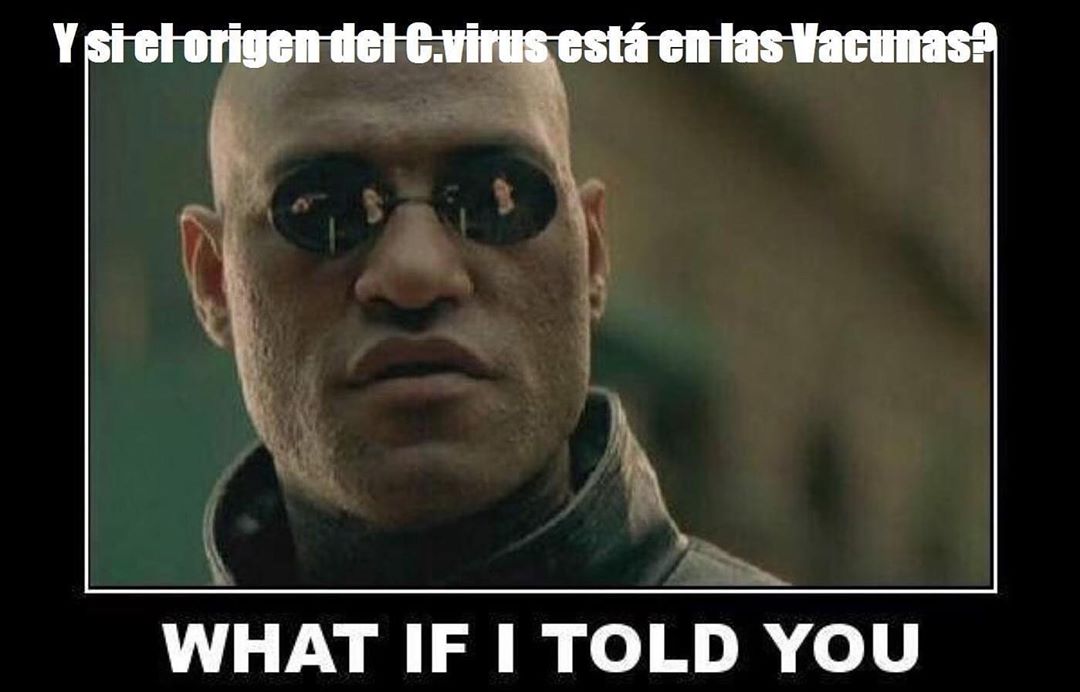 Y si el origen del C.virus está en las Vacunas?
WHAT IF I TOLD YOU